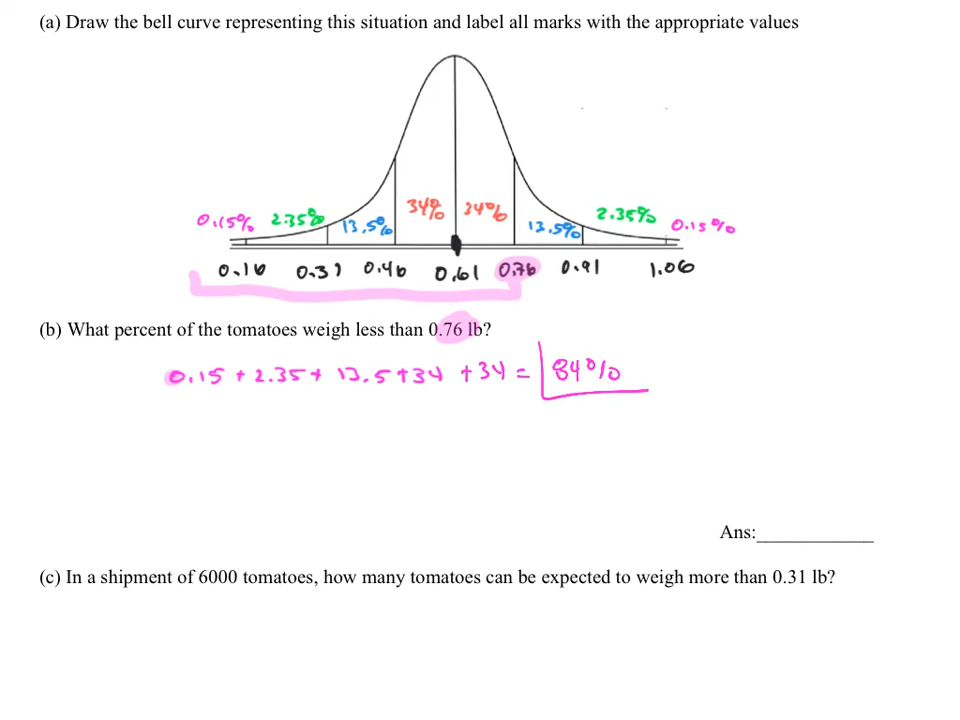 (a) Draw the bell curve representing this situation and label all marks with the appropriate values
34% 34%
0.15% 2.35% 13.5% 13.5% 2.35% 0.15%
0.16 0.31 0.46 0.61 0.76 0.91 1.06
(b) What percent of the tomatoes weigh less than 0.76 lb?
0.15 + 2.35 + 13.5 + 34 + 34 = 84%
Ans:____________
(c) In a shipment of 6000 tomatoes, how many tomatoes can be expected to weigh more than 0.31 lb?